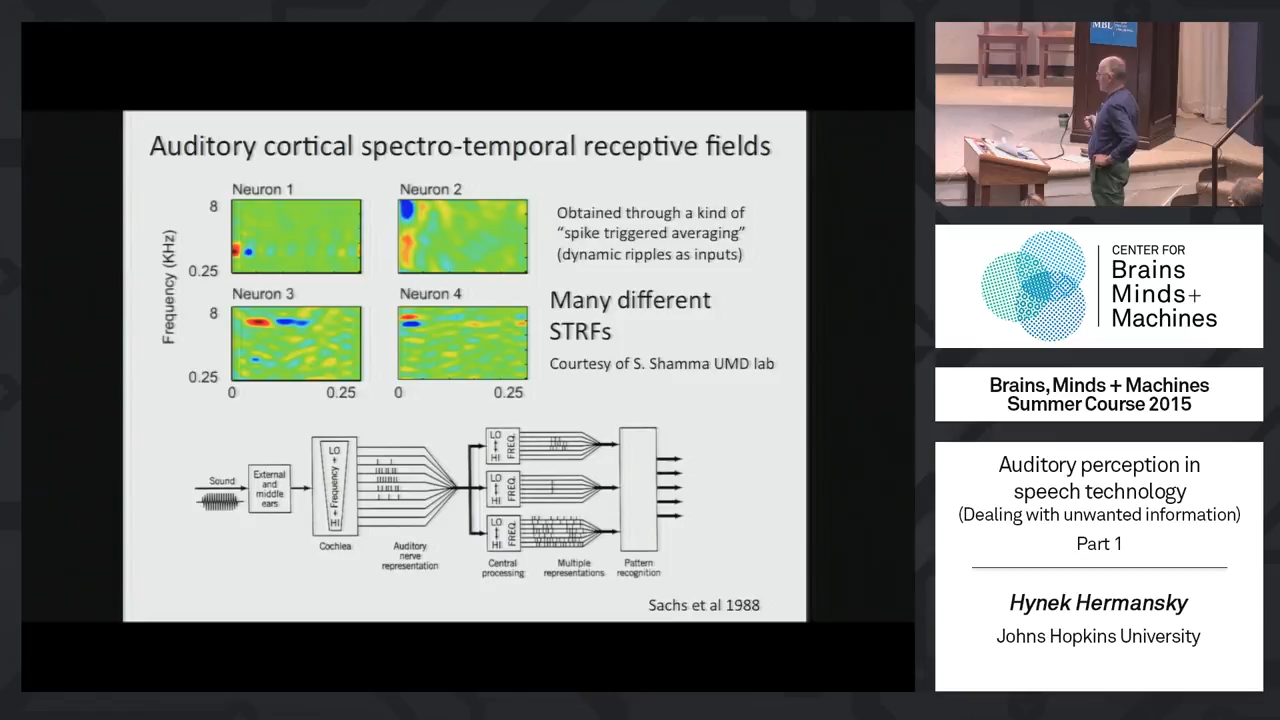 Auditory cortical spectro-temporal receptive fields
Neuron 1
Neuron 2
8
0.25
Frequency (KHz)
Obtained through a kind of
"spike triggered averaging"
(dynamic ripples as inputs)
Neuron 3
Neuron 4
8
0.25
0
0.25
0
0.25
Many different
STRFs
Courtesy of S. Shamma UMD lab
Sound
External
and
middle
ears
LO
Frequency
HI
Cochlea
Auditory
nerve
representation
LO
HI
FREQ.
LO
HI
FREQ.
LO
HI
FREQ.
Central
processing
Multiple
representations
Pattern
recognition
Sachs et al 1988
MBL
CENTER FOR
Brains
Minds+
Machines
Brains, Minds + Machines
Summer Course 2015
Auditory perception in
speech technology
(Dealing with unwanted information)
Part 1
Hynek Hermansky
Johns Hopkins University